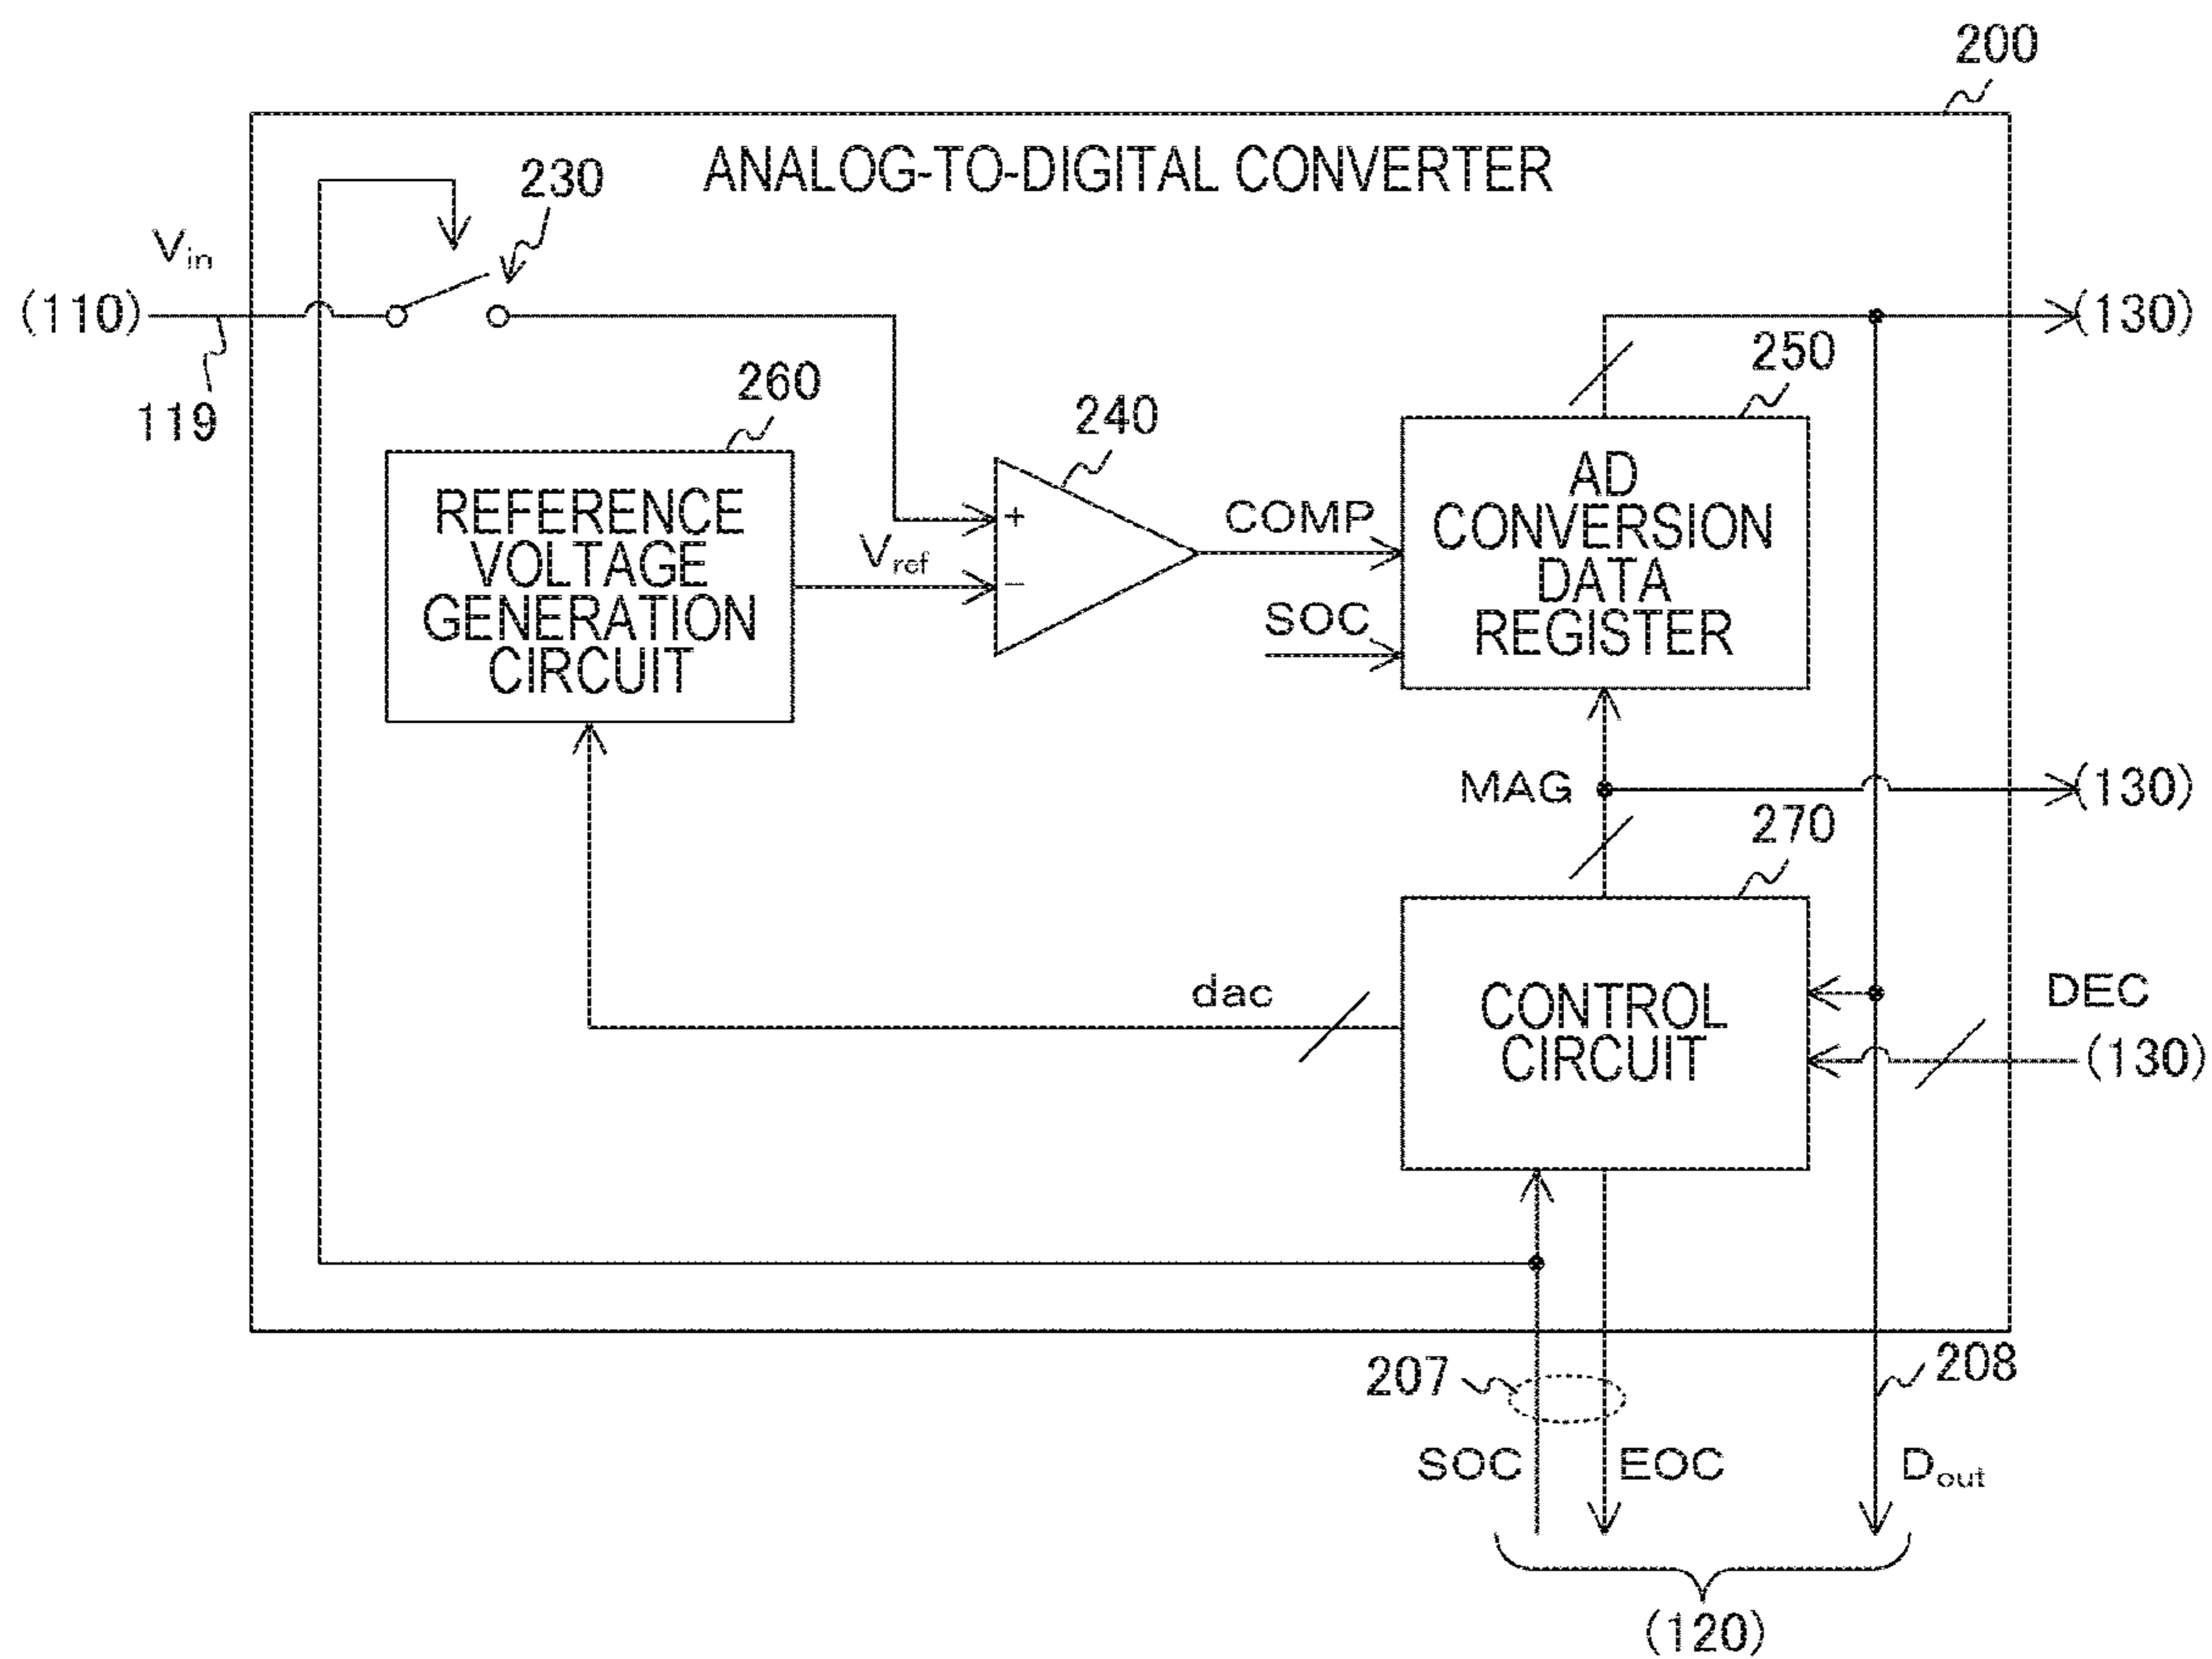 200
ANALOG-TO-DIGITAL CONVERTER
230
Vin
(110)
(130)
119
260
240
250
REFERENCE
VOLTAGE
GENERATION
CIRCUIT
Vref
+
−
COMP
SOC
AD
CONVERSION
DATA
REGISTER
MAG
(130)
270
dac
CONTROL
CIRCUIT
DEC
(130)
207
208
SOC
EOC
Dout
(120)